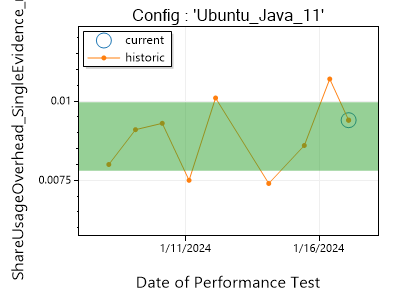 Config : 'Ubuntu_Java_11'
current
historic
ShareUsageOverhead_SingleEvidence_
0.01
0.0075
1/11/2024
1/16/2024
Date of Performance Test